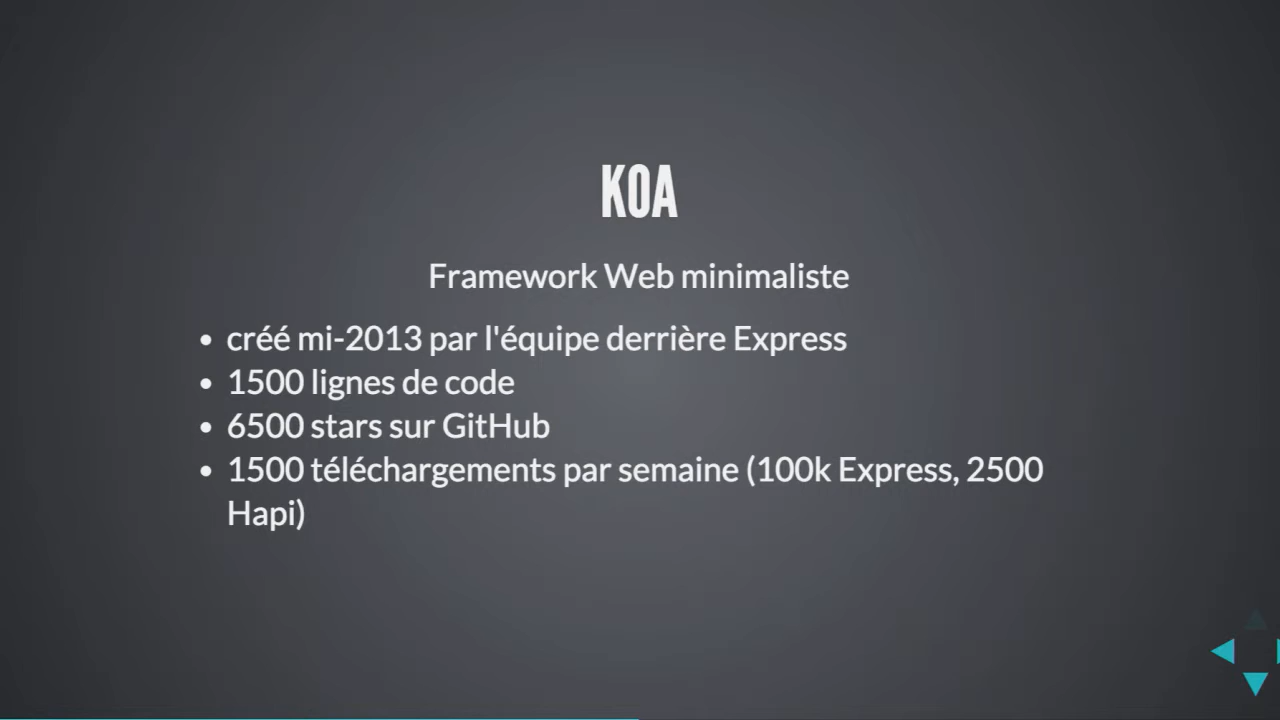 KOA
Framework Web minimaliste
• créé mi-2013 par l'équipe derrière Express
• 1500 lignes de code
• 6500 stars sur GitHub
• 1500 téléchargements par semaine (100k Express, 2500
Hapi)